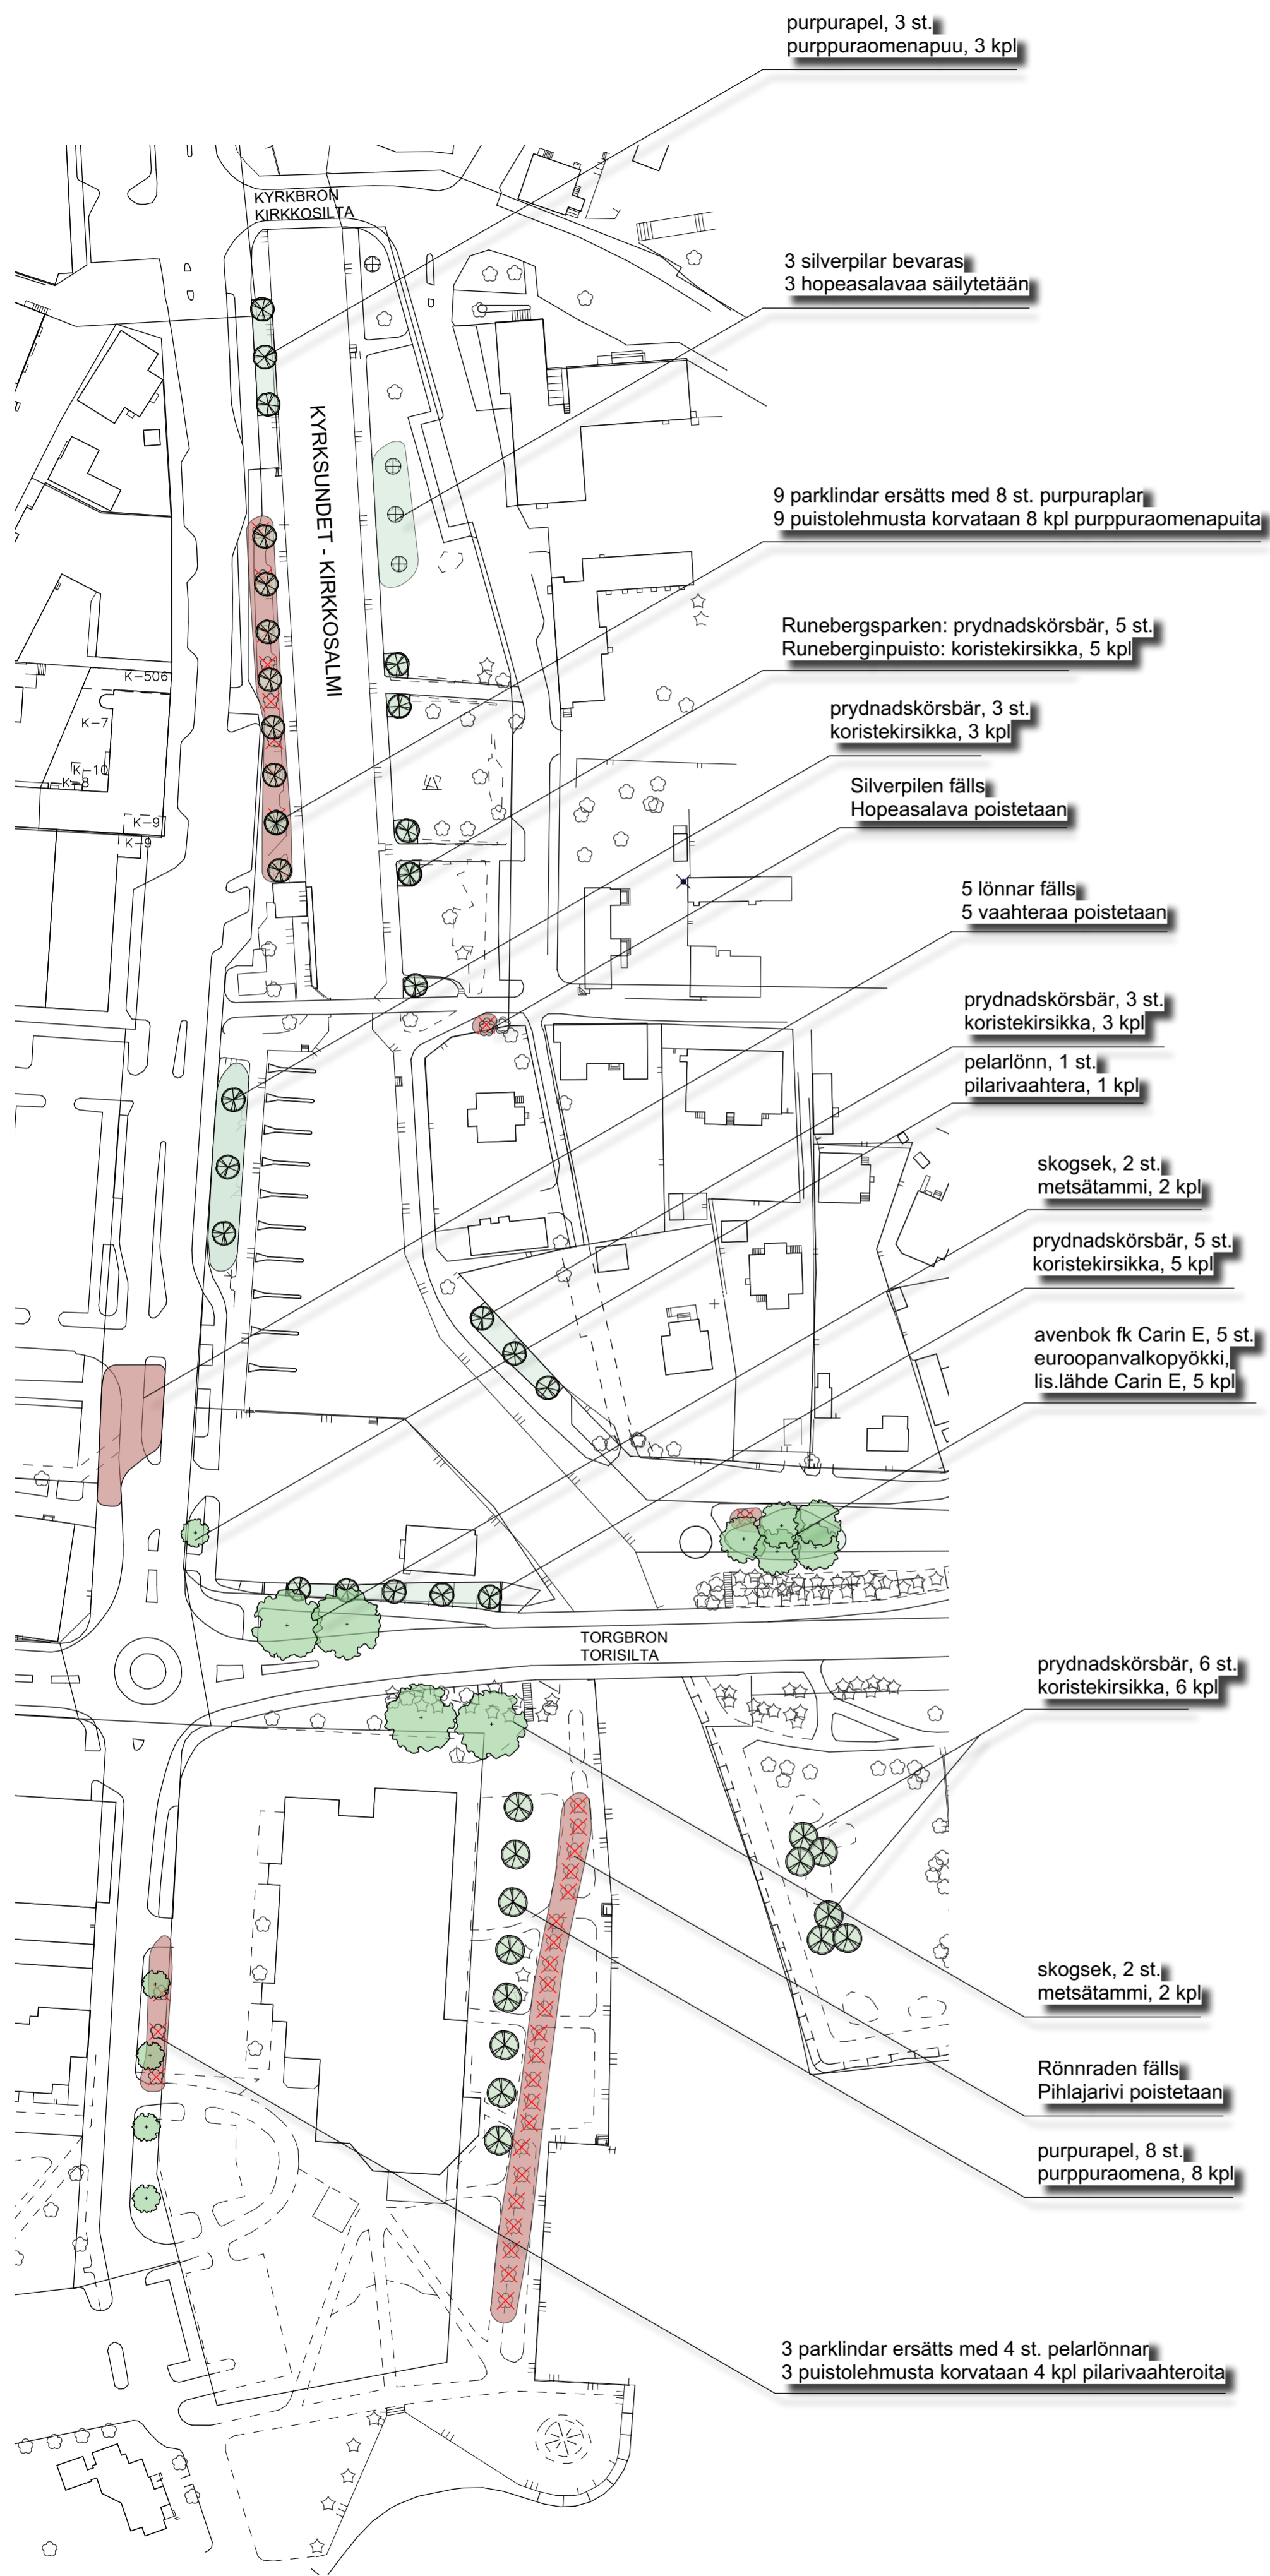 purpurapel, 3 st.
purppuraomenapuu, 3 kpl
KYRKBRON
KIRKKOSILTA
3 silverpilar bevaras
3 hopeasalavaa säilytetään
KYRKSUNDET - KIRKKOSALMI
9 parklindar ersätts med 8 st. purpuraplar
9 puistolehmusta korvataan 8 kpl purppuraomenapuita
Runebergsparken: prydnadskörsbär, 5 st.
Runeberginpuisto: koristekirsikka, 5 kpl
K-506
K-7
K-10
K-8
K-9
K-9
prydnadskörsbär, 3 st.
koristekirsikka, 3 kpl
Silverpilen fälls
Hopeasalava poistetaan
5 lönnar fälls
5 vaahteraa poistetaan
prydnadskörsbär, 3 st.
koristekirsikka, 3 kpl
pelarlönn, 1 st.
pilarivaahtera, 1 kpl
skogsek, 2 st.
metsätammi, 2 kpl
prydnadskörsbär, 5 st.
koristekirsikka, 5 kpl
avenbok fk Carin E, 5 st.
euroopanvalkopyökki,
lis.lähde Carin E, 5 kpl
TORGBRON
TORISILTA
prydnadskörsbär, 6 st.
koristekirsikka, 6 kpl
skogsek, 2 st.
metsätammi, 2 kpl
Rönnraden fälls
Pihlajarivi poistetaan
purpurapel, 8 st.
purppuraomena, 8 kpl
3 parklindar ersätts med 4 st. pelarlönnar
3 puistolehmusta korvataan 4 kpl pilarivaahteroita